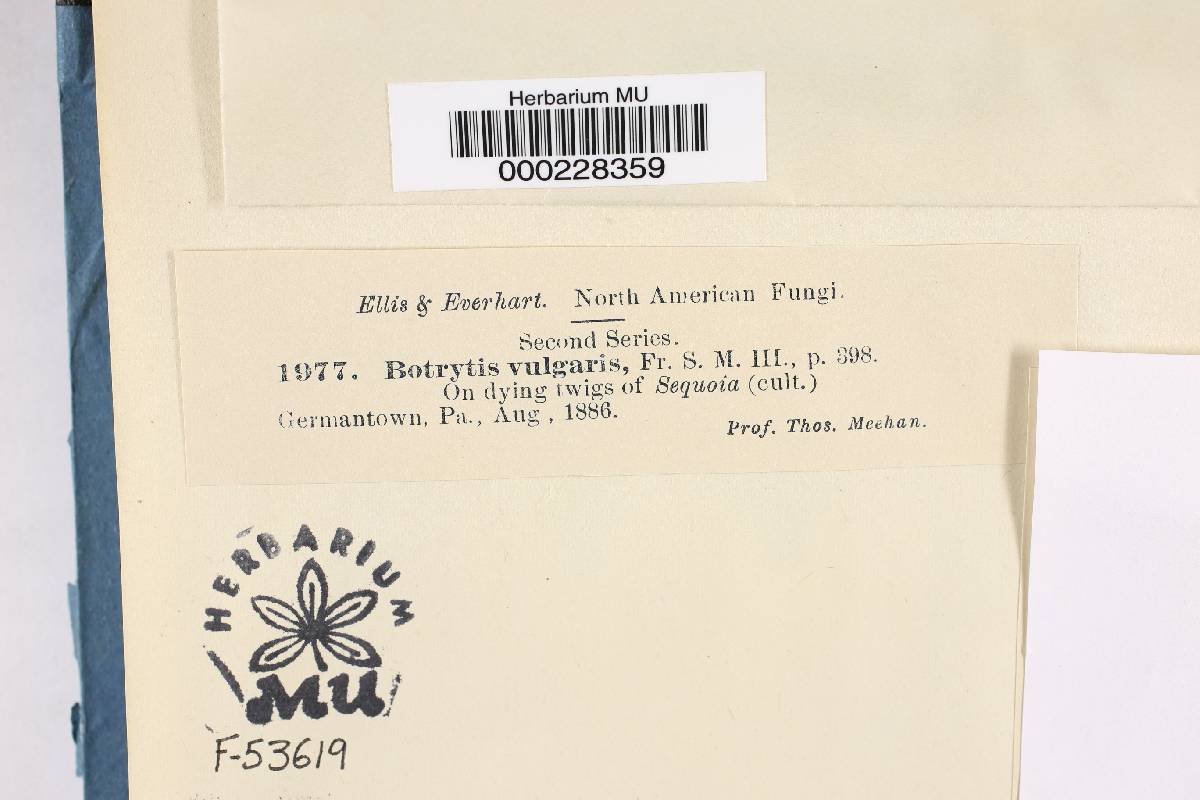 Herbarium MU
000228359
Ellis & Everhart. North American Fungi.
Second Series.
1977. Botrytis vulgaris, Fr. S. M. III., p. 398.
On dying twigs of Sequoia (cult.)
Germantown, Pa., Aug , 1886.
Prof. Thos. Meehan.
HERBARIUM
MU
F-53619